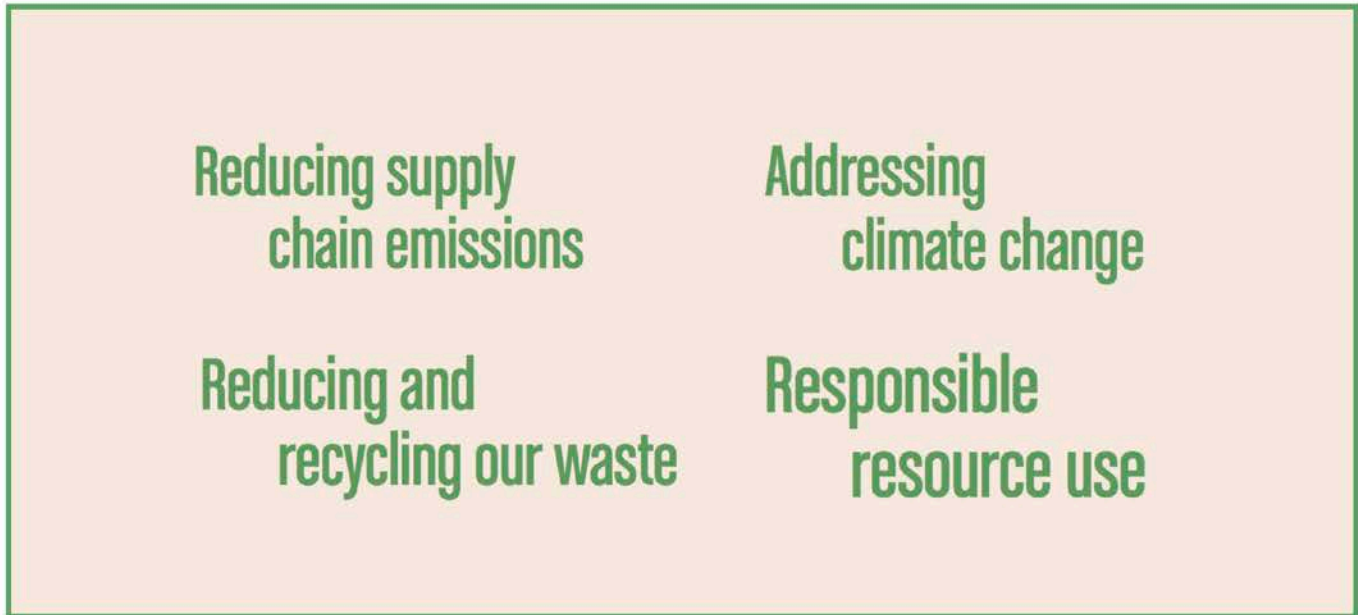 Reducing supply
chain emissions
Addressing
climate change
Reducing and
recycling our waste
Responsible
resource use